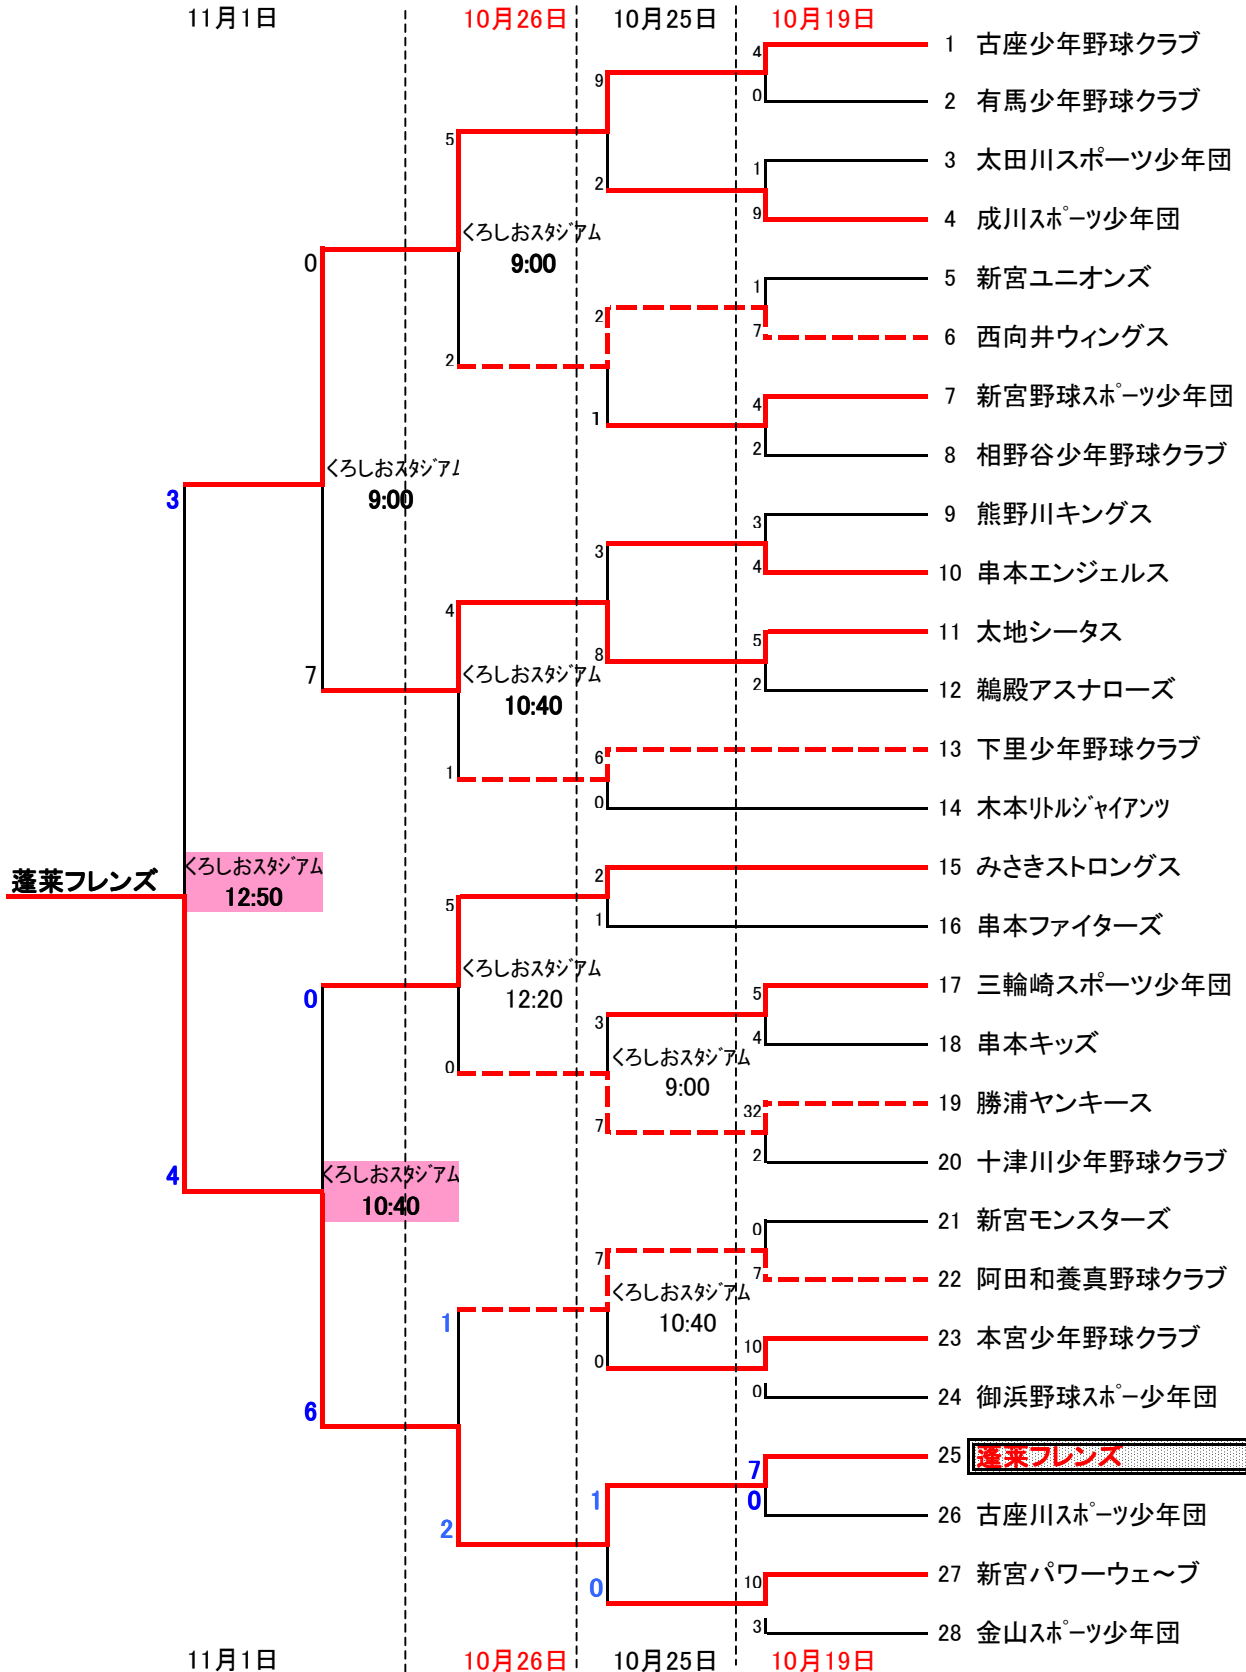 11月1日 10月26日 10月25日 10月19日
4 1 古座少年野球クラブ
9
0 2 有馬少年野球クラブ
5
1 3 太田川スポーツ少年団
2
9 4 成川スポーツ少年団
くろしおスタジアム
0 9:00
1 5 新宮ユニオンズ
2
7 6 西向井ウィングス
2
4 7 新宮野球スポーツ少年団
1
2 8 相野谷少年野球クラブ
くろしおスタジアム
3 9:00
3 9 熊野川キングス
3
4 10 串本エンジェルス
4
5 11 太地シータス
8
7 くろしおスタジアム
2 12 鵜殿アスナローズ
10:40
6 13 下里少年野球クラブ
1
0 14 木本リトルジャイアンツ
くろしおスタジアム
蓬莱フレンズ
12:50
2 15 みさきストロングス
5
1 16 串本ファイターズ
くろしおスタジアム
0 12:20
5 17 三輪崎スポーツ少年団
3
4 18 串本キッズ
くろしおスタジアム
0 9:00
32 19 勝浦ヤンキース
7
2 20 十津川少年野球クラブ
4 くろしおスタジアム
10:40
0 21 新宮モンスターズ
7
7 22 阿田和養真野球クラブ
くろしおスタジアム
1 10:40
10 23 本宮少年野球クラブ
0
0 24 御浜野球スポー少年団
6
7 25 蓬莱フレンズ
1
0 26 古座川スポーツ少年団
2
10 27 新宮パワーウェ～ブ
0
3 28 金山スポーツ少年団
11月1日 10月26日 10月25日 10月19日